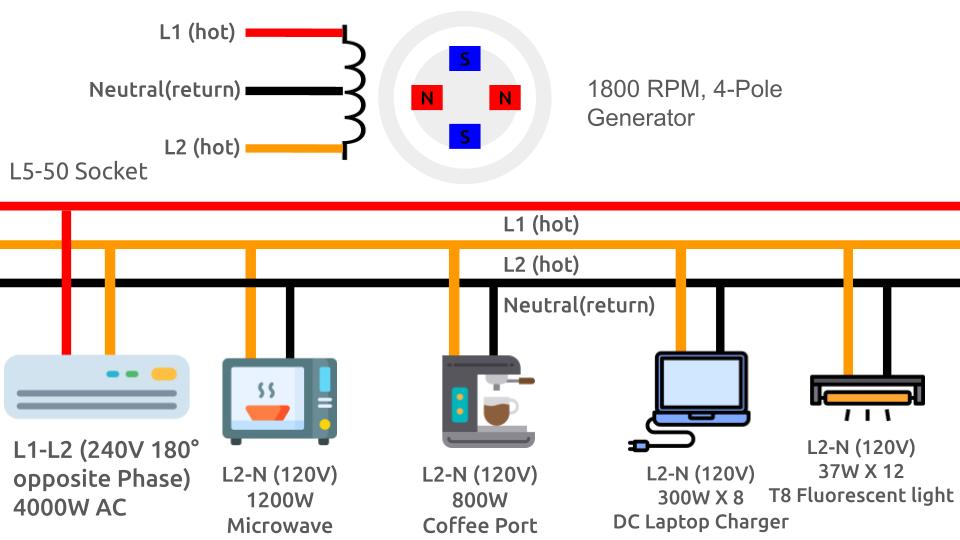 L1 (hot)
Neutral(return)
L2 (hot)
L5-50 Socket
S
N
N
S
1800 RPM, 4-Pole
Generator
L1 (hot)
L2 (hot)
Neutral(return)
L1-L2 (240V 180°
opposite Phase)
4000W AC
L2-N (120V)
1200W
Microwave
L2-N (120V)
800W
Coffee Port
L2-N (120V)
300W X 8
DC Laptop Charger
L2-N (120V)
37W X 12
T8 Fluorescent light